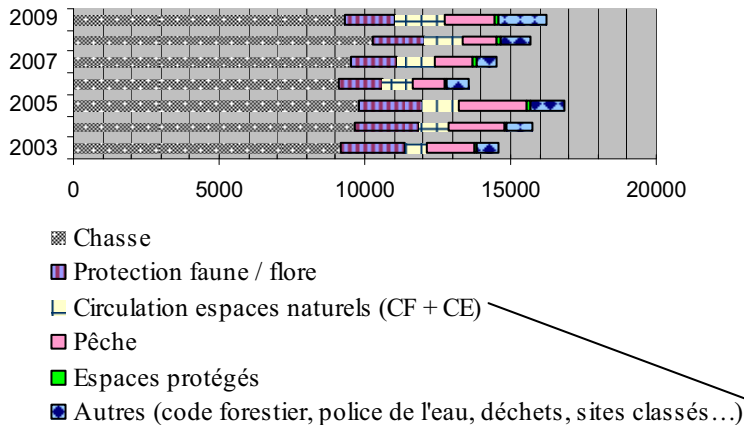 2009
2007
2005
2003
0 5000 10000 15000 20000
Chasse
Protection faune / flore
Circulation espaces naturels (CF + CE)
Pêche
Espaces protégés
Autres (code forestier, police de l'eau, déchets, sites classés…)